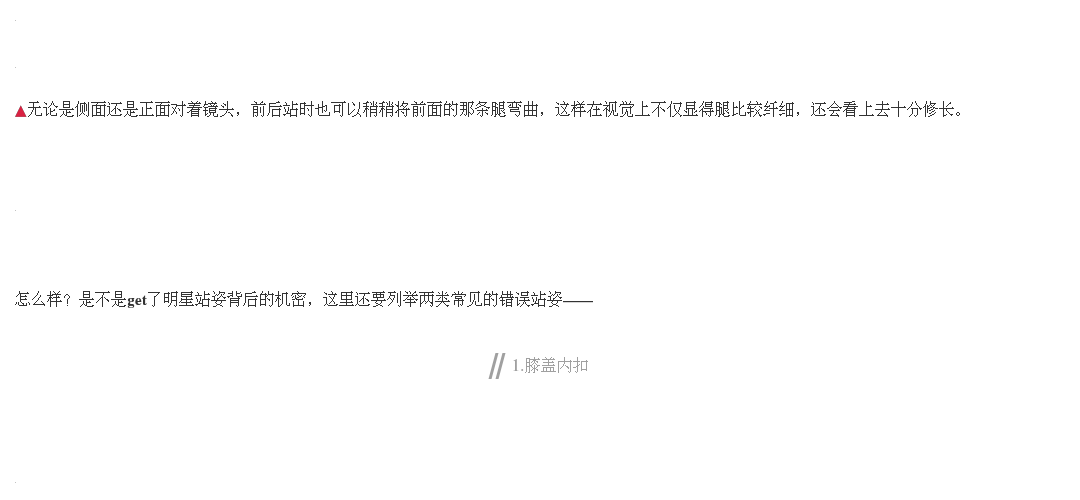 ▲无论是侧面还是正面对着镜头，前后站时也可以稍稍将前面的那条腿弯曲，这样在视觉上不仅显得腿比较纤细，还会看上去十分修长。
怎么样？是不是get了明星站姿背后的机密，这里还要列举两类常见的错误站姿——
// 1.膝盖内扣